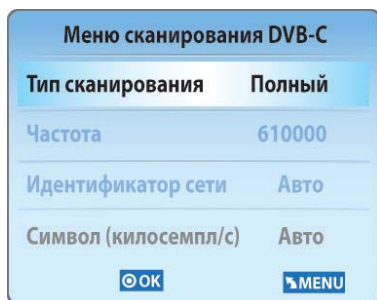 Меню сканирования DVB-C
Тип сканирования Полный
Частота 610000
Идентификатор сети Авто
Символ (килосемпл/с) Авто
OK MENU